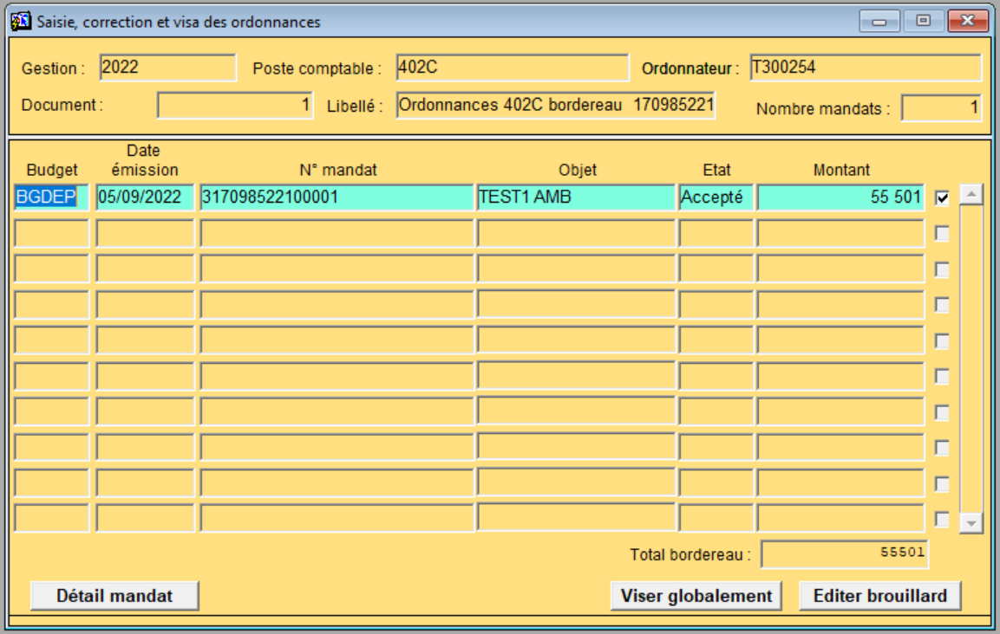 Saisie, correction et visa des ordonnances
Gestion : 2022 Poste comptable : 402C Ordonnateur : T300254
Document : 1 Libellé : Ordonnances 402C bordereau 170985221 Nombre mandats : 1
Budget Date émission N° mandat Objet Etat Montant
BGDEP 05/09/2022 317098522100001 TEST1 AMB Accepté 55 501
Total bordereau : 55501
Détail mandat Viser globalement Editer brouillard